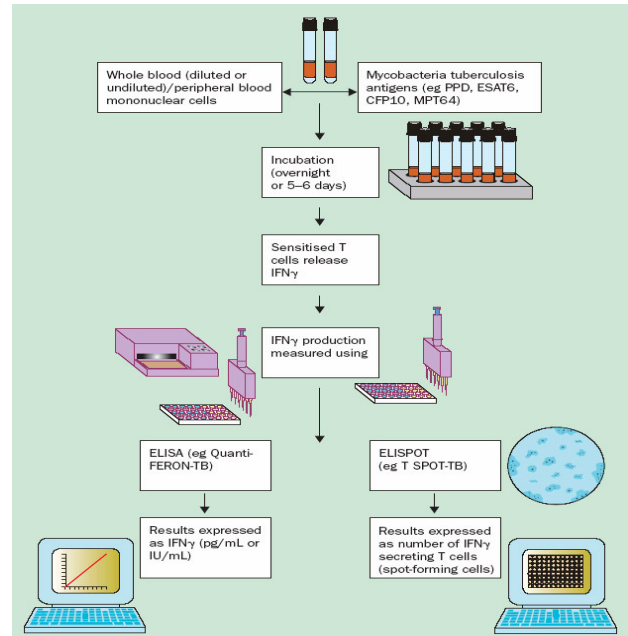 Whole blood (diluted or
undiluted)/peripheral blood
mononuclear cells
Mycobacteria tuberculosis
antigens (eg PPD, ESAT6,
CFP10, MPT64)
Incubation
(overnight
or 5–6 days)
Sensitised T
cells release
IFNγ
IFNγ production
measured using
ELISA (eg Quanti-
FERON-TB)
ELISPOT
(eg T SPOT-TB)
Results expressed
as IFNγ (pg/mL or
IU/mL)
Results expressed
as number of IFNγ
secreting T cells
(spot-forming cells)